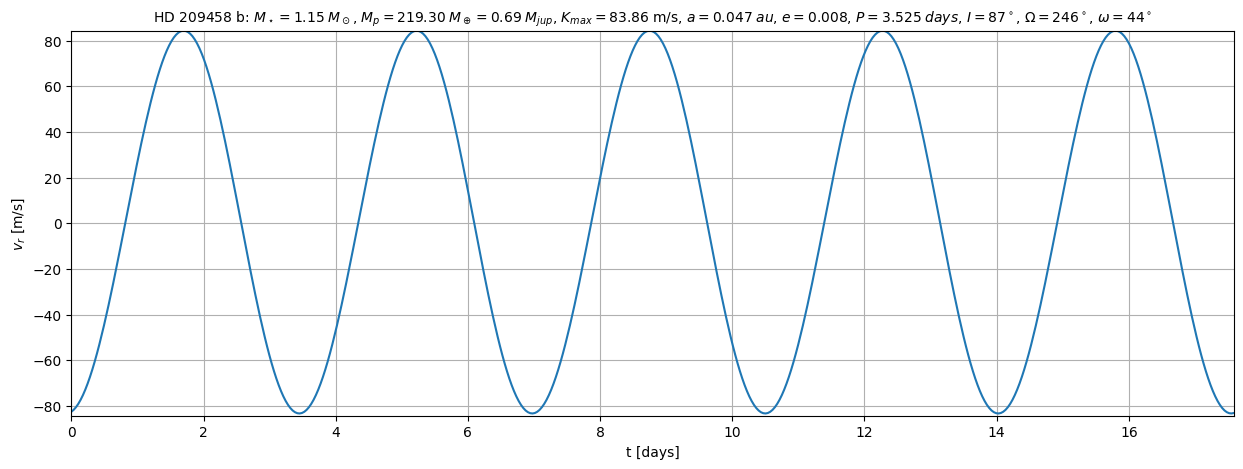 HD 209458 b: M⋆ = 1.15 M⊙, Mp = 219.30 M⊕ = 0.69 Mjup, Kmax = 83.86 m/s, a = 0.047 au, e = 0.008, P = 3.525 days, I = 87°, Ω = 246°, ω = 44°
80
60
40
20
0
−20
−40
−60
−80
vr [m/s]
0 2 4 6 8 10 12 14 16
t [days]